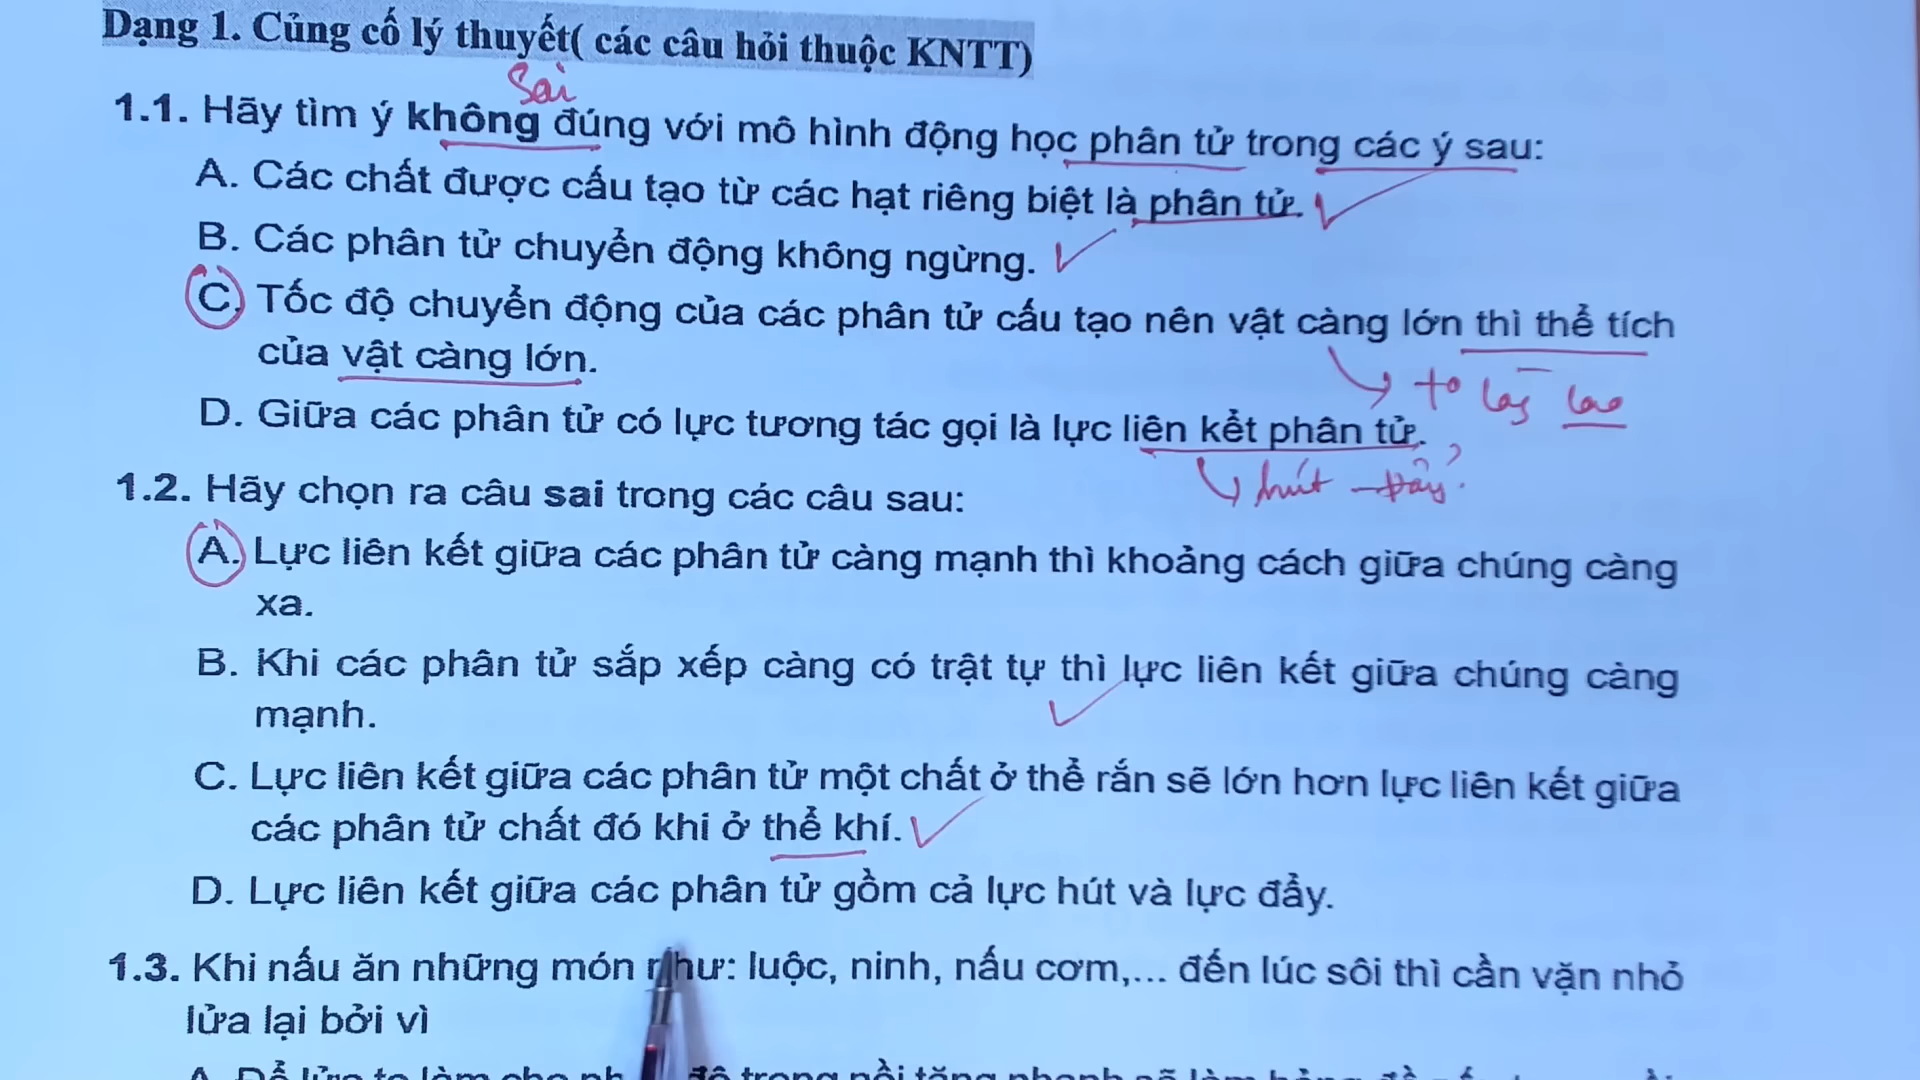 Dạng 1. Củng cố lý thuyết( các câu hỏi thuộc KNTT)
Sai
1.1. Hãy tìm ý không đúng với mô hình động học phân tử trong các ý sau:
A. Các chất được cấu tạo từ các hạt riêng biệt là phân tử.
B. Các phân tử chuyển động không ngừng.
C. Tốc độ chuyển động của các phân tử cấu tạo nên vật càng lớn thì thể tích
của vật càng lớn.
D. Giữa các phân tử có lực tương tác gọi là lực liên kết phân tử.
hút - đẩy
1.2. Hãy chọn ra câu sai trong các câu sau:
A. Lực liên kết giữa các phân tử càng mạnh thì khoảng cách giữa chúng càng
xa.
B. Khi các phân tử sắp xếp càng có trật tự thì lực liên kết giữa chúng càng
mạnh.
C. Lực liên kết giữa các phân tử một chất ở thể rắn sẽ lớn hơn lực liên kết giữa
các phân tử chất đó khi ở thể khí.
D. Lực liên kết giữa các phân tử gồm cả lực hút và lực đẩy.
1.3. Khi nấu ăn những món như: luộc, ninh, nấu cơm,... đến lúc sôi thì cần vặn nhỏ
lửa lại bởi vì